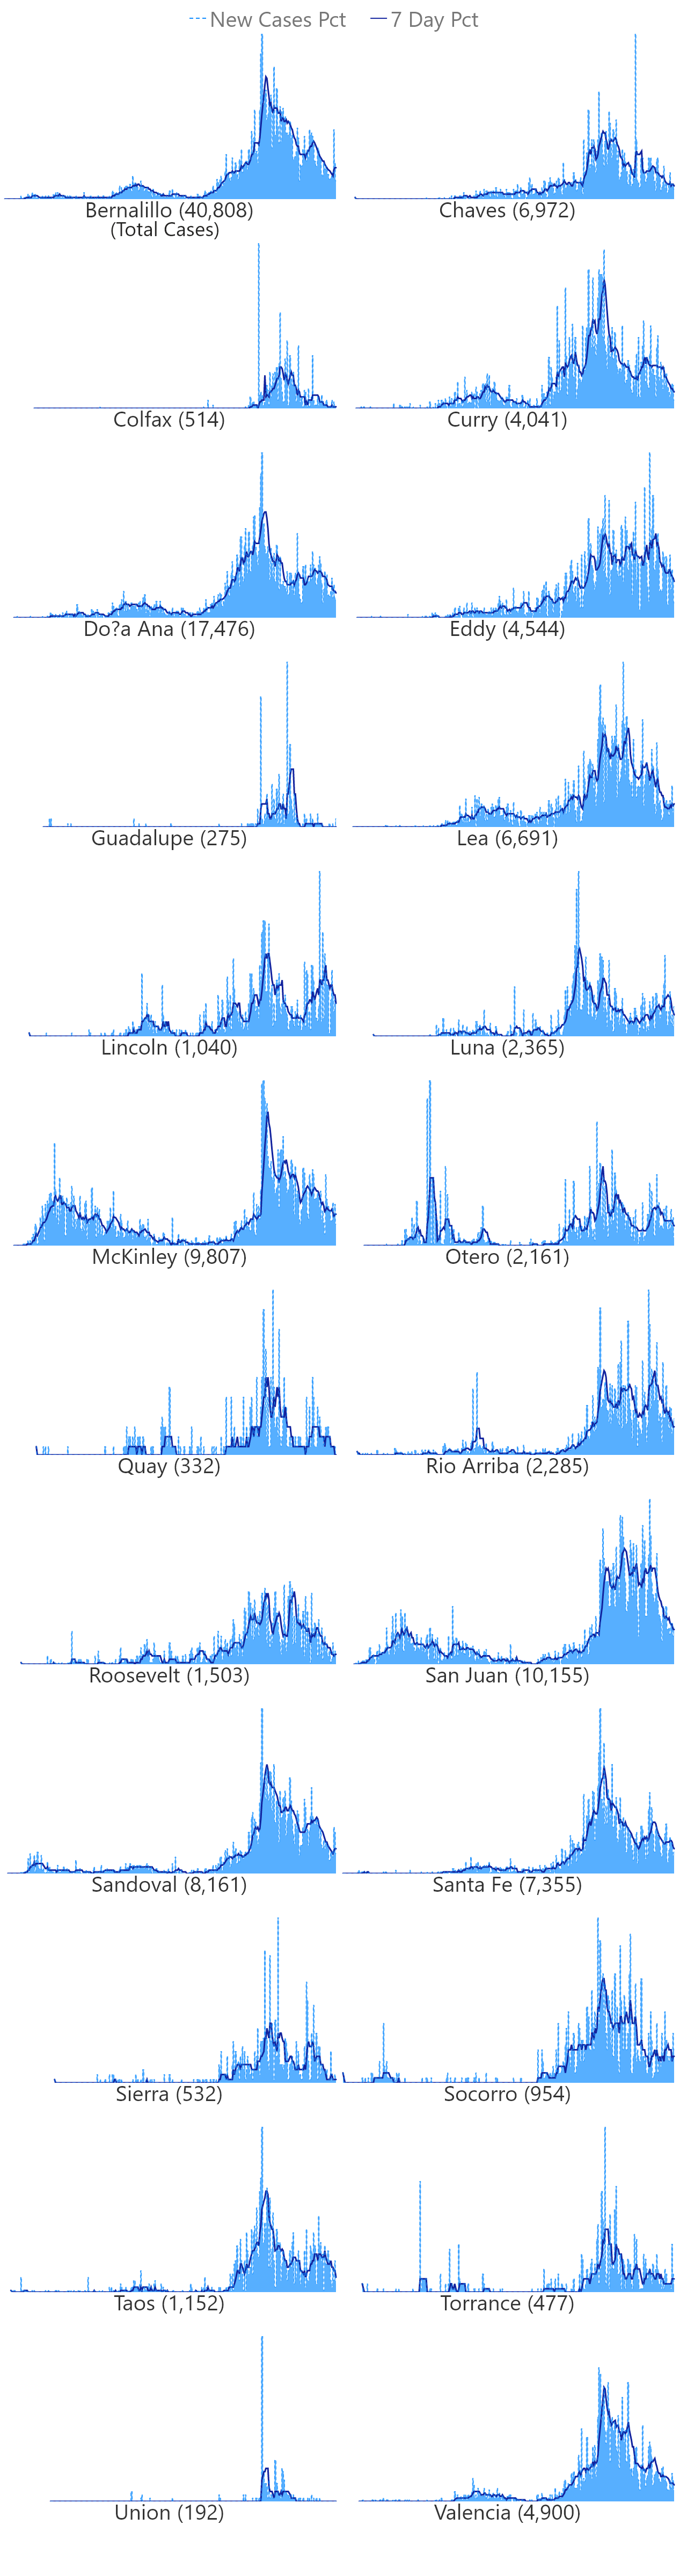 New Cases Pct 7 Day Pct
Bernalillo (40,808) Chaves (6,972)
(Total Cases)
Colfax (514) Curry (4,041)
Do?a Ana (17,476) Eddy (4,544)
Guadalupe (275) Lea (6,691)
Lincoln (1,040) Luna (2,365)
McKinley (9,807) Otero (2,161)
Quay (332) Rio Arriba (2,285)
Roosevelt (1,503) San Juan (10,155)
Sandoval (8,161) Santa Fe (7,355)
Sierra (532) Socorro (954)
Taos (1,152) Torrance (477)
Union (192) Valencia (4,900)